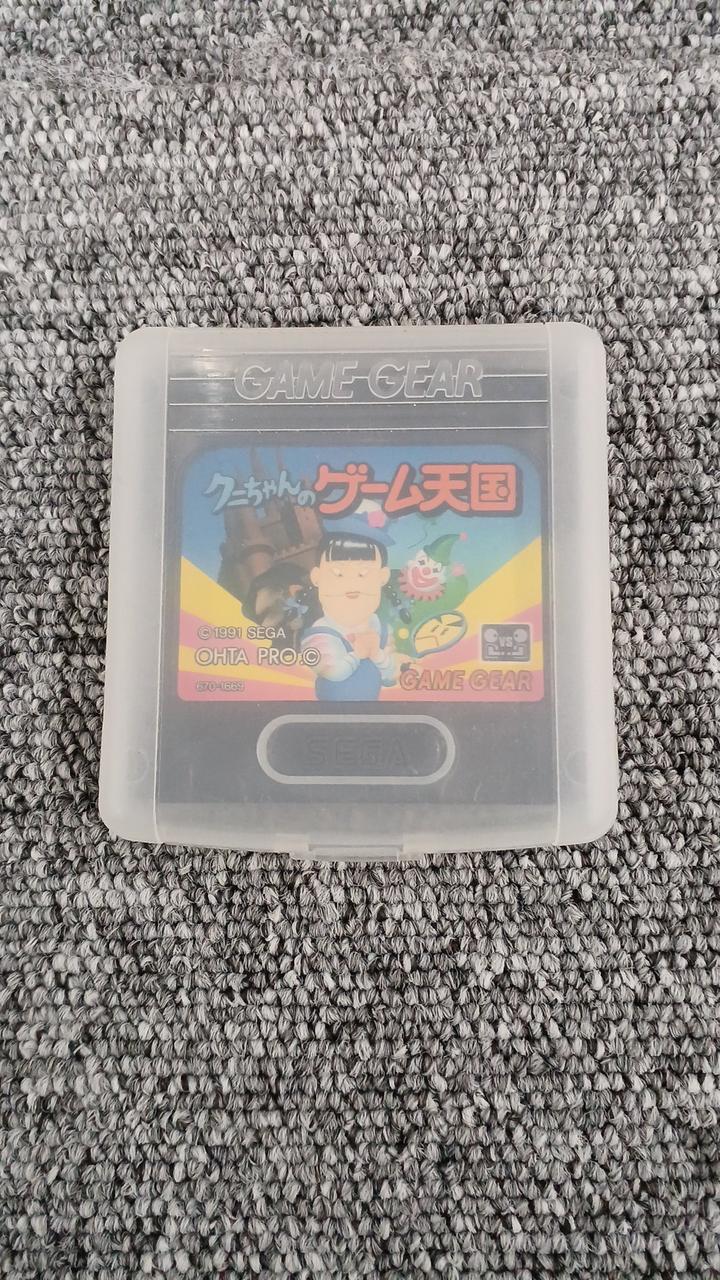 GAME GEAR
クニちゃんのゲーム天国
© 1991 SEGA
OHTA PRO.©
VS
670-1669
GAME GEAR
SEGA